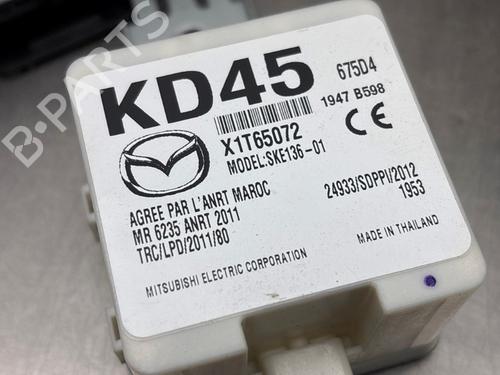 KD45
675D4
1947 B598
X1T65072
MODEL:SKE136-01
CE
AGREE PAR L'ANRT MAROC
MR 6235 ANRT 2011
TRC/LPD/2011/80
24933/SDPPI/2012
1953
MADE IN THAILAND
MITSUBISHI ELECTRIC CORPORATION
B-PARTS